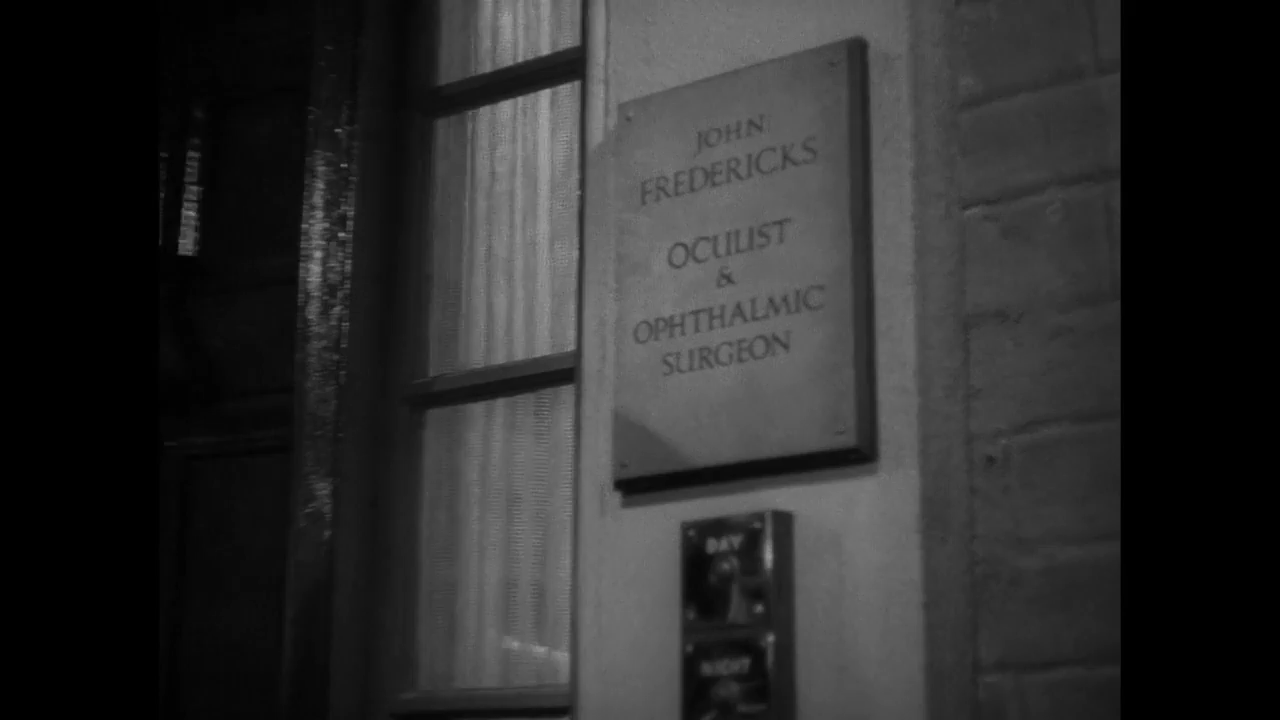 JOHN
FREDERICKS
OCULIST
&
OPHTHALMIC
SURGEON
DAY
NIGHT